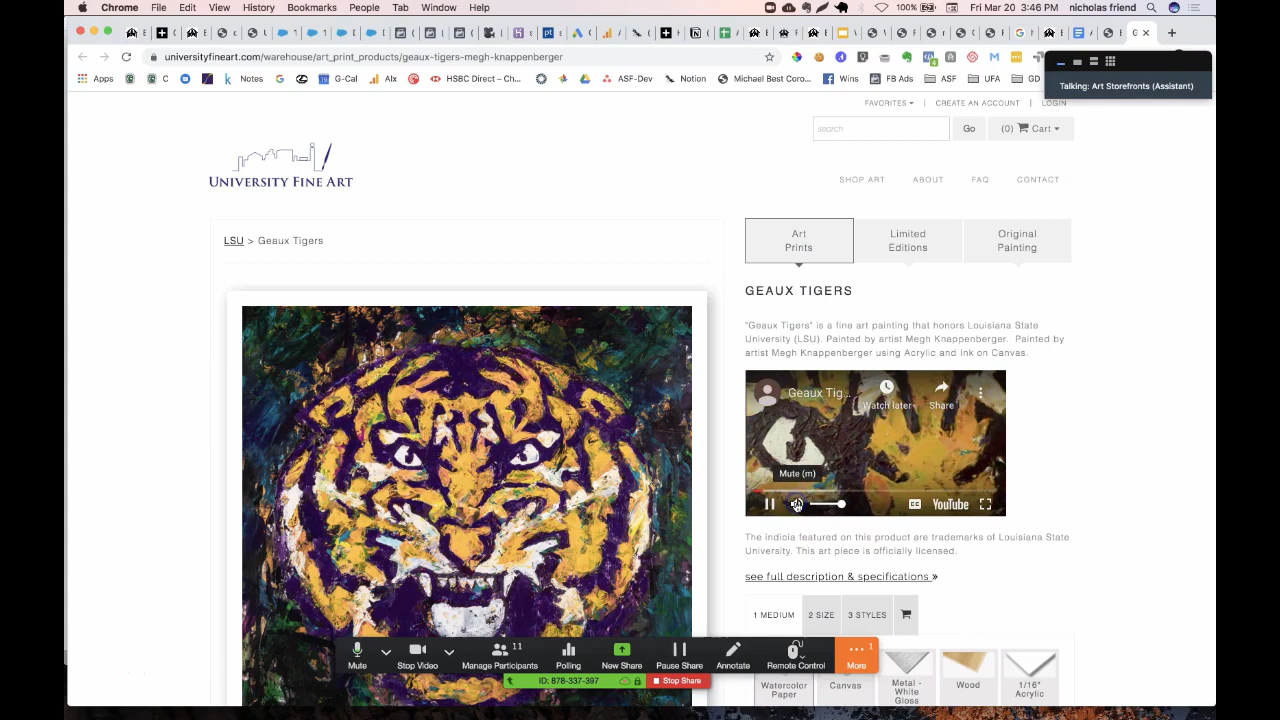 Chrome File Edit View History Bookmarks People Tab Window Help 100% Fri Mar 20 3:46 PM nicholas friend
universityfineart.com/warehouse/art_print_products/geaux-tigers-megh-knappenberger
Apps G C Notes G-Cal Alx HSBC Direct – Ch... ASF-Dev Notion Michael Best Coro... Wins FB Ads ASF UFA GD
Talking: Art Storefronts (Assistant)
FAVORITES | CREATE AN ACCOUNT | LOGIN
search Go (0) Cart
UNIVERSITY FINE ART
SHOP ART ABOUT FAQ CONTACT
LSU > Geaux Tigers
Art Prints
Limited Editions
Original Painting
GEAUX TIGERS
"Geaux Tigers" is a fine art painting that honors Louisiana State
University (LSU). Painted by artist Megh Knappenberger. Painted by
artist Megh Knappenberger using Acrylic and Ink on Canvas.
Geaux Tig...
Watch later
Share
Mute (m)
CC YouTube
The indicia featured on this product are trademarks of Louisiana State
University. This art piece is officially licensed.
see full description & specifications »
1 MEDIUM 2 SIZE 3 STYLES
Watercolor Paper
Canvas
Metal - White Gloss
Wood
1/16" Acrylic
11
1
Mute Stop Video Manage Participants Polling New Share Pause Share Annotate Remote Control More
ID: 878-337-397 Stop Share